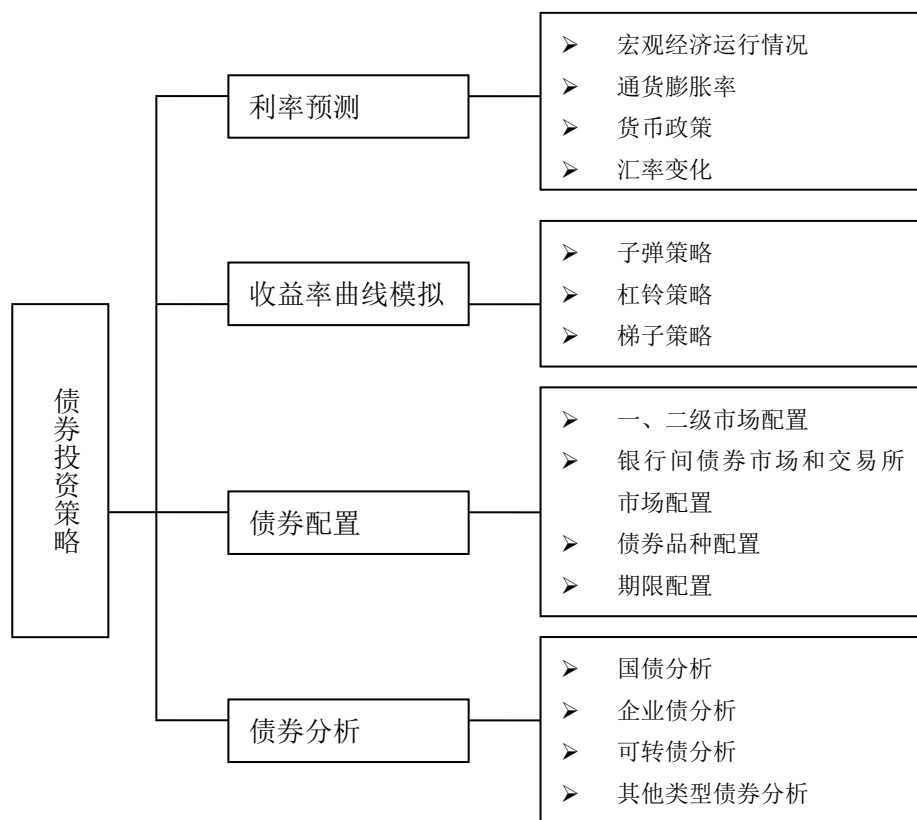 债券投资策略
利率预测
➢ 宏观经济运行情况
➢ 通货膨胀率
➢ 货币政策
➢ 汇率变化
收益率曲线模拟
➢ 子弹策略
➢ 杠铃策略
➢ 梯子策略
债券配置
➢ 一、二级市场配置
➢ 银行间债券市场和交易所
市场配置
➢ 债券品种配置
➢ 期限配置
债券分析
➢ 国债分析
➢ 企业债分析
➢ 可转债分析
➢ 其他类型债券分析